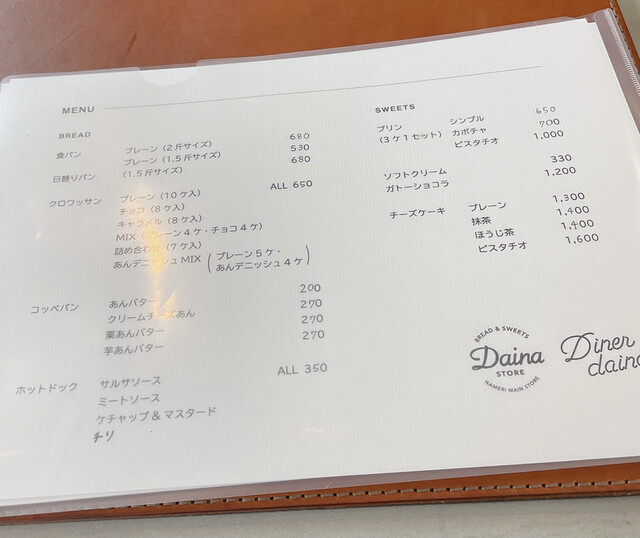 MENU
BREAD
食パン プレーン (2斤サイズ) 680
プレーン (1.5斤サイズ) 530
日替りパン (1.5斤サイズ) 680
クロワッサン プレーン (10ケ入) ALL 650
チョコ (8ケ入)
キャラメル (8ケ入)
MIX (プレーン4ケ・チョコ4ケ)
詰め合わせ (7ケ入)
あんデニッシュMIX (プレーン5ケ・あんデニッシュ4ケ)
コッペパン あんバター 200
クリームチーズあん 270
栗あんバター 270
芋あんバター 270
ホットドック サルサソース ALL 350
ミートソース
ケチャップ&マスタード
チリ
SWEETS
プリン シンプル 650
(3ケ1セット) カボチャ 700
ピスタチオ 1,000
ソフトクリーム 330
ガトーショコラ 1,200
チーズケーキ プレーン 1,300
抹茶 1,400
ほうじ茶 1,400
ピスタチオ 1,600
BREAD & SWEETS
Daina
STORE
NAMERI MAIN STORE
Diner
daina